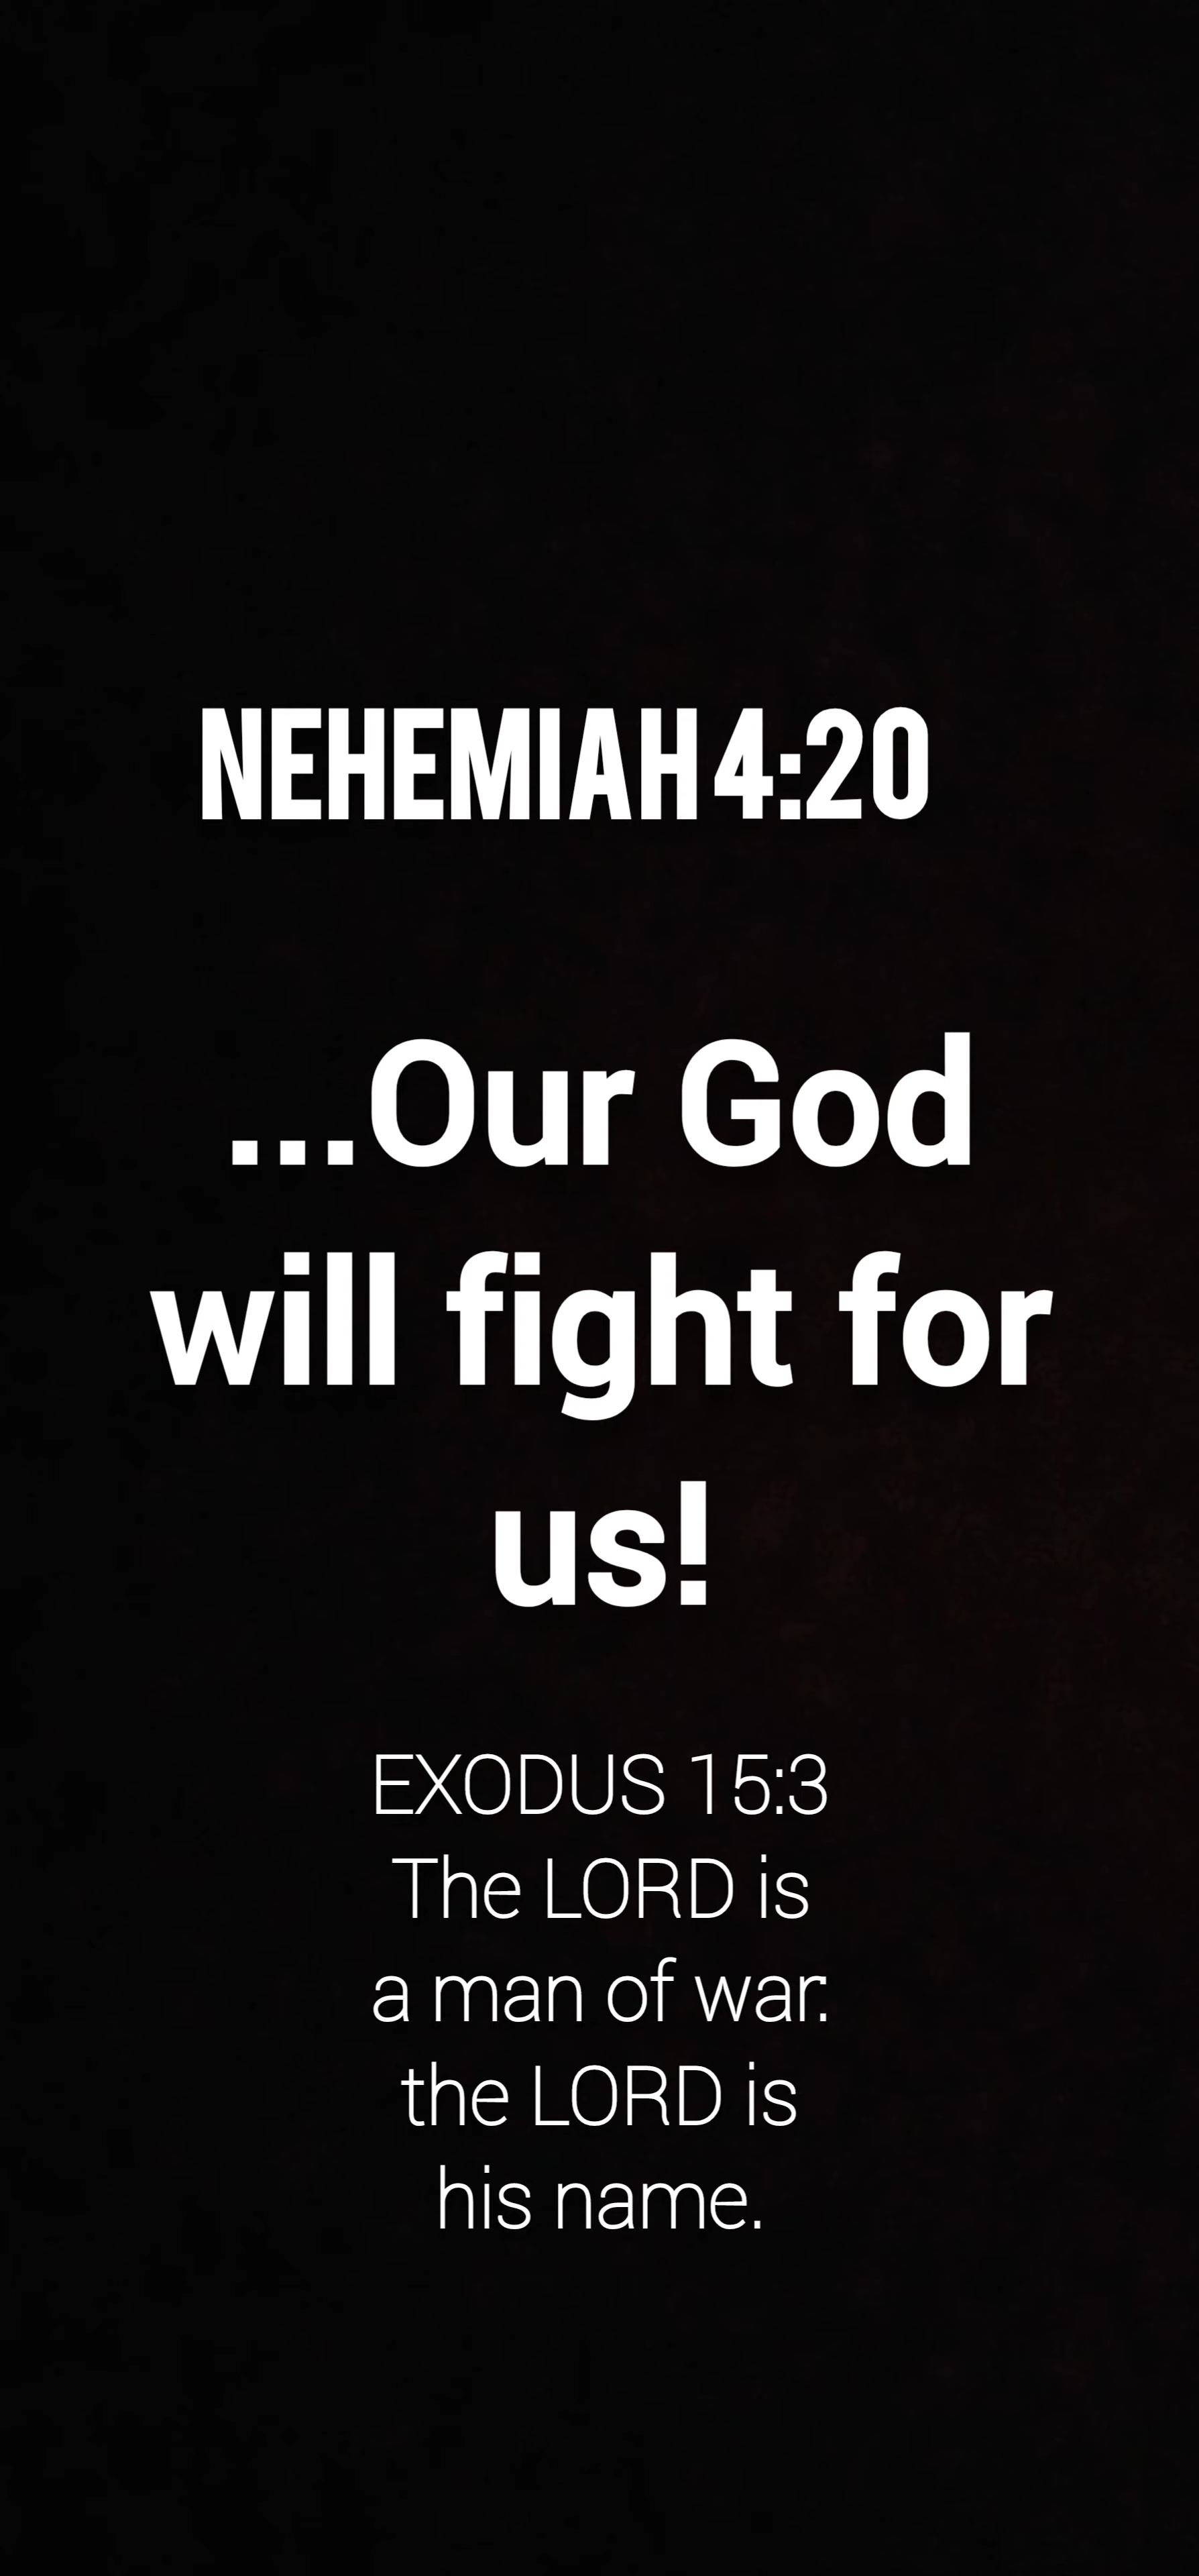 NEHEMIAH 4:20
...Our God
will fight for
us!
EXODUS 15:3
The LORD is
a man of war:
the LORD is
his name.